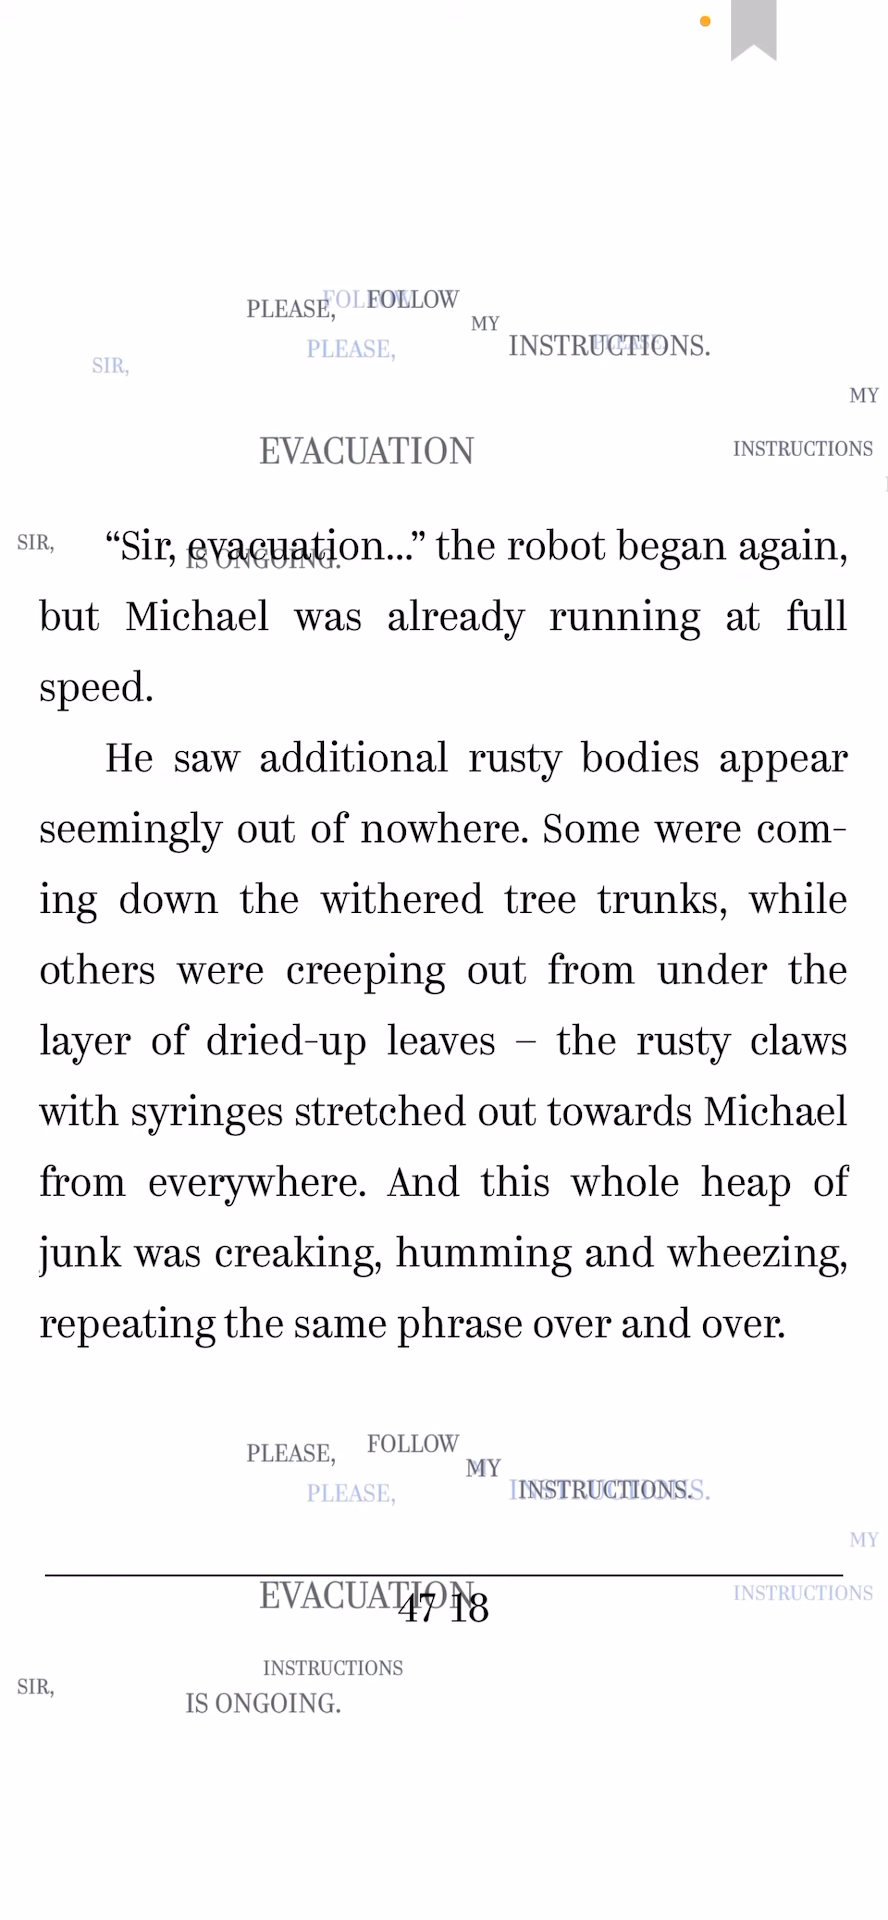 PLEASE, FOLLOW FOLLOW
MY
SIR, PLEASE, INSTRUCTIONS. PLEASE,
MY
EVACUATION INSTRUCTIONS
SIR, “Sir, evacuation...” the robot began again,
IS ONGOING.
but Michael was already running at full
speed.
He saw additional rusty bodies appear
seemingly out of nowhere. Some were com-
ing down the withered tree trunks, while
others were creeping out from under the
layer of dried-up leaves – the rusty claws
with syringes stretched out towards Michael
from everywhere. And this whole heap of
junk was creaking, humming and wheezing,
repeating the same phrase over and over.
PLEASE, FOLLOW
MY
PLEASE, INSTRUCTIONS. INSTRUCTIONS.
MY
EVACUATION INSTRUCTIONS
47 18
INSTRUCTIONS
SIR, IS ONGOING.